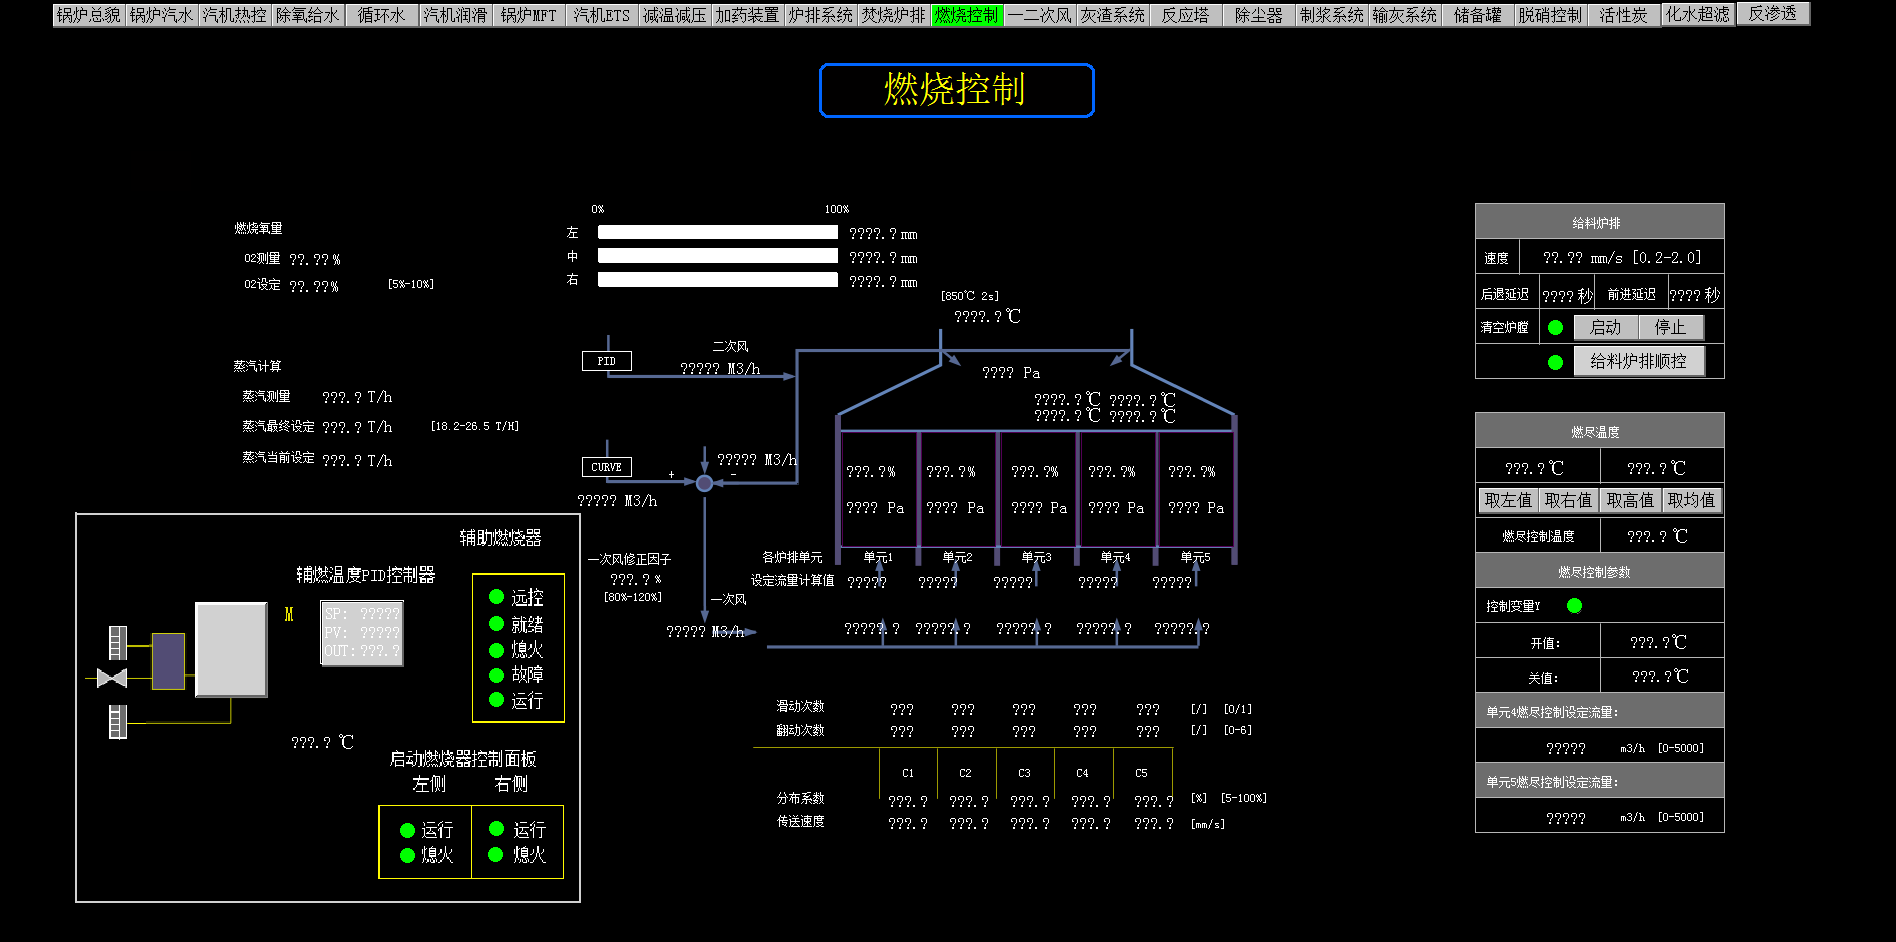 锅炉总貌 锅炉汽水 汽机热控 除氧给水 循环水 汽机润滑 锅炉MFT 汽机ETS 减温减压 加药装置 炉排系统 焚烧炉排 燃烧控制 一二次风 灰渣系统 反应塔 除尘器 制浆系统 输灰系统 储备罐 脱硝控制 活性炭 化水超滤 反渗透
燃烧控制
燃烧氧量
O2测量 ??.??%
O2设定 ??.??% [5%-10%]
0% 100%
左 ????.? mm
中 ????.? mm
右 ????.? mm
蒸汽计算
蒸汽测量 ???.? T/h
蒸汽最终设定 ???.? T/h [18.2-26.5 T/H]
蒸汽当前设定 ???.? T/h
[850℃ 2s]
????.?℃
PID
二次风
????? M3/h
???? Pa
????.?℃ ????.?℃
????.?℃ ????.?℃
CURVE
+
-
????? M3/h
????? M3/h
???.?% ???.?% ???.?% ???.?% ???.?%
???? Pa ???? Pa ???? Pa ???? Pa ???? Pa
各炉排单元 单元1 单元2 单元3 单元4 单元5
设定流量计算值 ????? ????? ????? ????? ?????
一次风修正因子
???.? %
[80%-120%]
一次风
????? M3/h
?????.? ?????.? ?????.? ?????.? ?????.?
滑动次数 ??? ??? ??? ??? ??? [/] [0/1]
翻动次数 ??? ??? ??? ??? ??? [/] [0-6]
C1 C2 C3 C4 C5
分布系数 ???.? ???.? ???.? ???.? ???.? [%] [5-100%]
传送速度 ???.? ???.? ???.? ???.? ???.? [mm/s]
辅助燃烧器
辅燃温度PID控制器
M
SP: ?????
PV: ?????
OUT:???.?
远控
就绪
熄火
故障
运行
???.? ℃
启动燃烧器控制面板
左侧 右侧
运行 运行
熄火 熄火
给料炉排
速度 ??.?? mm/s [0.2-2.0]
后退延迟 ????秒 前进延迟 ????秒
清空炉膛 启动 停止
给料炉排顺控
燃尽温度
???.?℃ ???.?℃
取左值 取右值 取高值 取均值
燃尽控制温度 ???.?℃
燃尽控制参数
控制变量Y
开值: ???.?℃
关值: ???.?℃
单元4燃尽控制设定流量:
????? m3/h [0-5000]
单元5燃尽控制设定流量:
????? m3/h [0-5000]